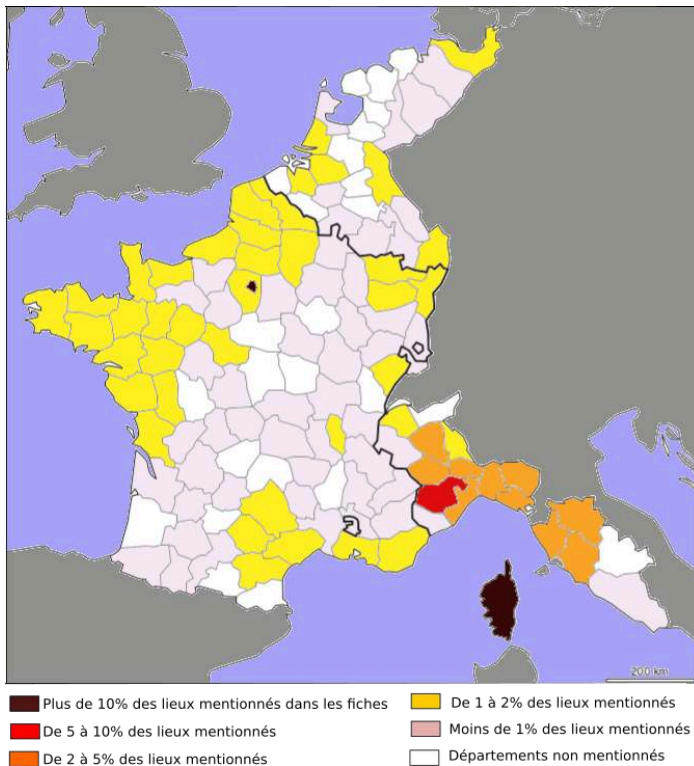 200 km
Plus de 10% des lieux mentionnés dans les fiches
De 1 à 2% des lieux mentionnés
De 5 à 10% des lieux mentionnés
Moins de 1% des lieux mentionnés
De 2 à 5% des lieux mentionnés
Départements non mentionnés